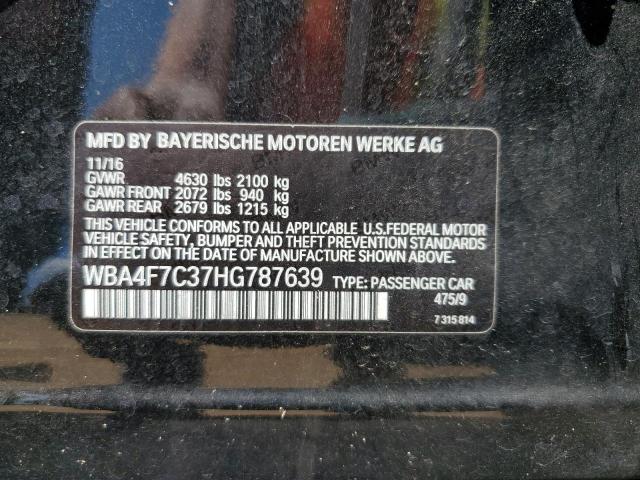 MFD BY BAYERISCHE MOTOREN WERKE AG
11/16
GVWR 4630 lbs 2100 kg
GAWR FRONT 2072 lbs 940 kg
GAWR REAR 2679 lbs 1215 kg
THIS VEHICLE CONFORMS TO ALL APPLICABLE U.S.FEDERAL MOTOR
VEHICLE SAFETY, BUMPER AND THEFT PREVENTION STANDARDS
IN EFFECT ON THE DATE OF MANUFACTURE SHOWN ABOVE.
WBA4F7C37HG787639 TYPE: PASSENGER CAR
475/9
7 315 814